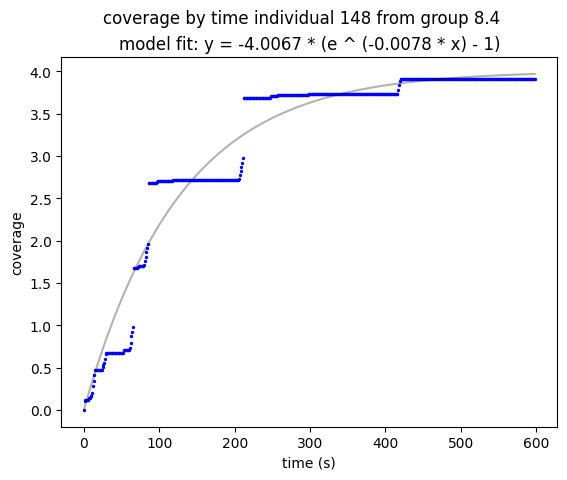 coverage by time individual 148 from group 8.4
model fit: y = -4.0067 * (e ^ (-0.0078 * x) - 1)
4.0
3.5
3.0
2.5
2.0
1.5
1.0
0.5
0.0
coverage
0 100 200 300 400 500 600
time (s)